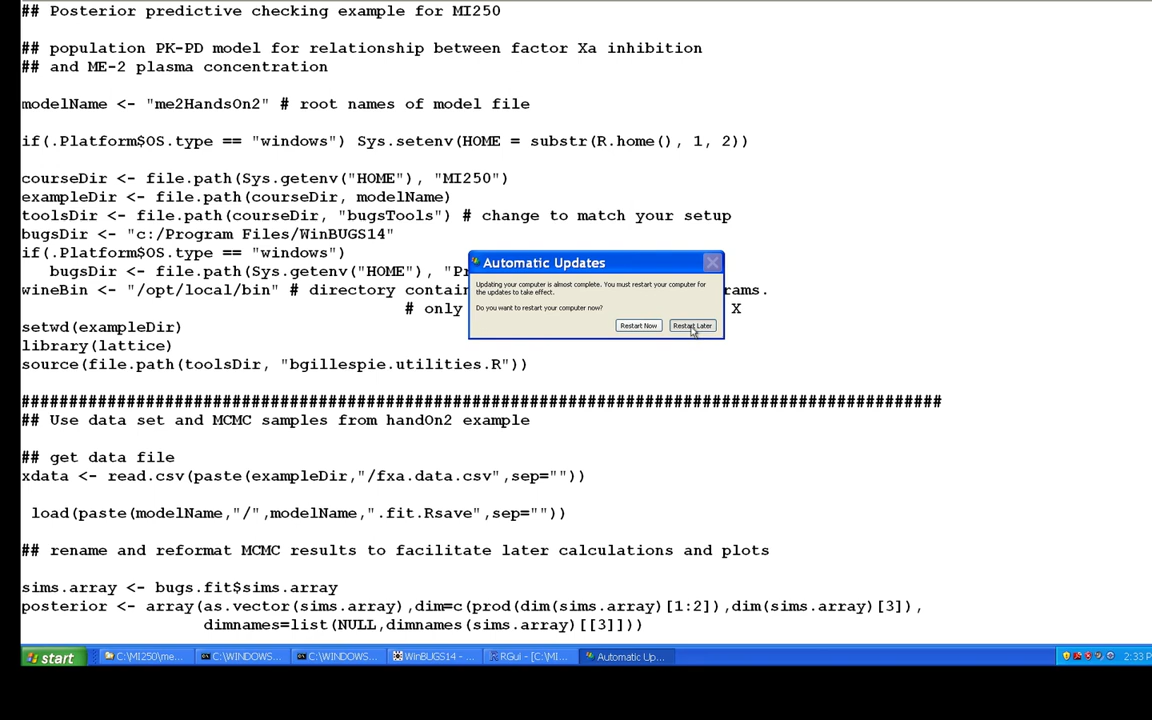 ## Posterior predictive checking example for MI250
## population PK-PD model for relationship between factor Xa inhibition
## and ME-2 plasma concentration
modelName <- "me2HandsOn2" # root names of model file
if(.Platform$OS.type == "windows") Sys.setenv(HOME = substr(R.home(), 1, 2))
courseDir <- file.path(Sys.getenv("HOME"), "MI250")
exampleDir <- file.path(courseDir, modelName)
toolsDir <- file.path(courseDir, "bugsTools") # change to match your setup
bugsDir <- "c:/Program Files/WinBUGS14"
if(.Platform$OS.type == "windows")
bugsDir <- file.path(Sys.getenv("HOME"), "Pr
wineBin <- "/opt/local/bin" # directory contain
rams.
# only
X
setwd(exampleDir)
library(lattice)
source(file.path(toolsDir, "bgillespie.utilities.R"))
Automatic Updates
Updating your computer is almost complete. You must restart your computer for
the updates to take effect.
Do you want to restart your computer now?
Restart Now
Restart Later
####################################################################################################
## Use data set and MCMC samples from handOn2 example
## get data file
xdata <- read.csv(paste(exampleDir,"/fxa.data.csv",sep=""))
load(paste(modelName,"/",modelName,".fit.Rsave",sep=""))
## rename and reformat MCMC results to facilitate later calculations and plots
sims.array <- bugs.fit$sims.array
posterior <- array(as.vector(sims.array),dim=c(prod(dim(sims.array)[1:2]),dim(sims.array)[3]),
dimnames=list(NULL,dimnames(sims.array)[[3]]))
start
C:\MI250\me...
C:\WINDOWS...
C:\WINDOWS...
WinBUGS14 - ...
RGui - [C:\MI...
Automatic Up...
2:33 P